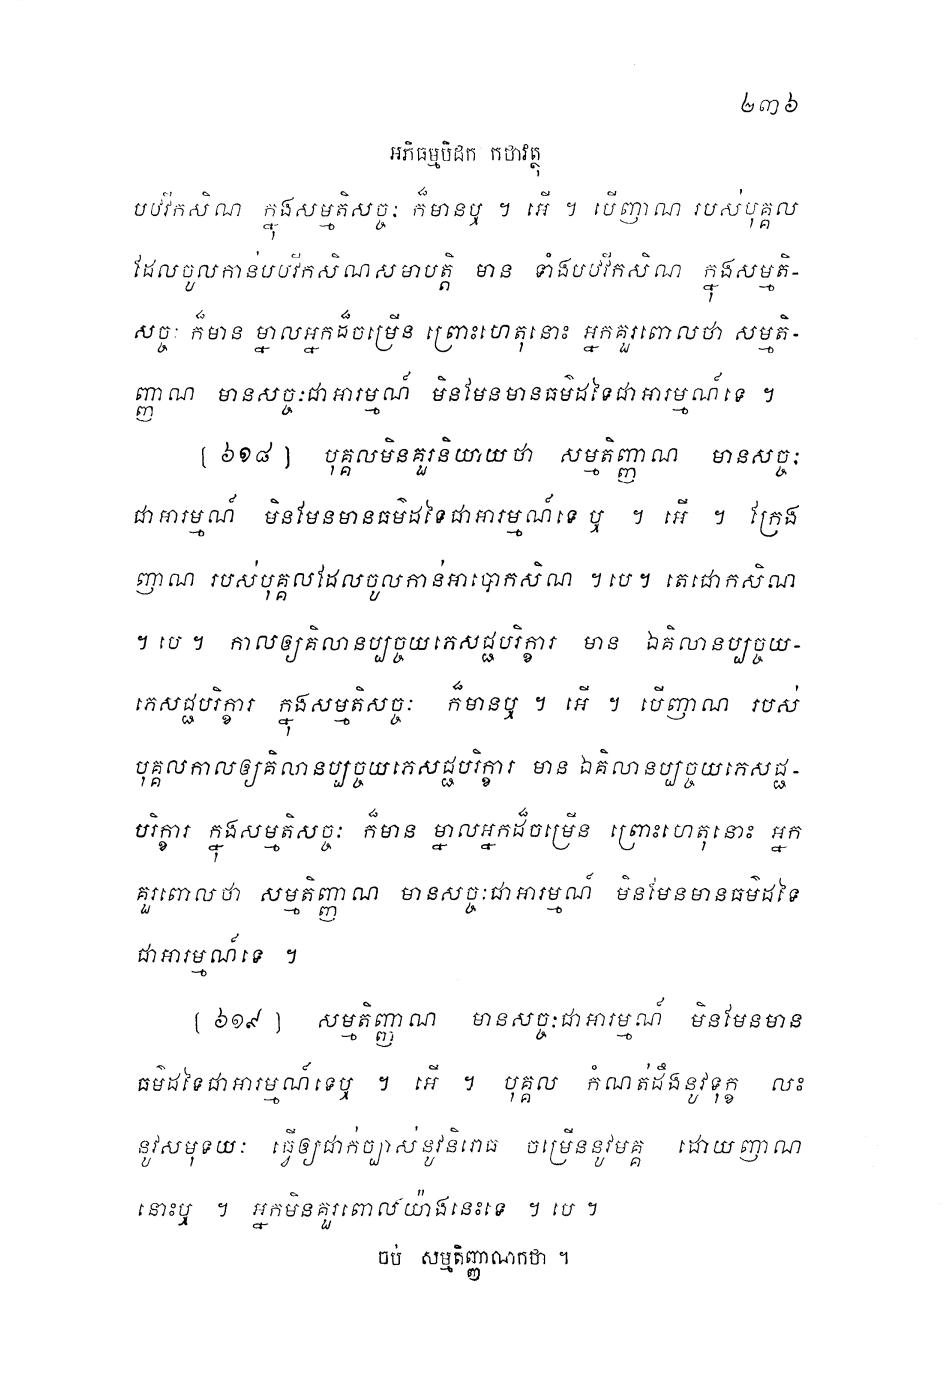 ២៣៦
អភិធម្មបិដក កថាវត្ថុ
បឋវីកសិណ ក្នុងសម្មតិសច្ចៈ ក៏មានឬ ។ អើ ។ បើញាណ របស់បុគ្គល
ដែលចូលកាន់បឋវីកសិណសមាបត្តិ មាន ទាំងបឋវីកសិណ ក្នុងសម្មតិ-
សច្ចៈ ក៏មាន ម្នាលអ្នកដ៏ចម្រើន ព្រោះហេតុនោះ អ្នកគួរពោលថា សម្មតិ-
ញ្ញាណ មានសច្ចៈជាអារម្មណ៍ មិនមែនមានធម៌ដទៃជាអារម្មណ៍ទេ ។
[ ៦១៨ ] បុគ្គលមិនគួរនិយាយថា សម្មតិញ្ញាណ មានសច្ចៈ
ជាអារម្មណ៍ មិនមែនមានធម៌ដទៃជាអារម្មណ៍ទេ ឬ ។ អើ ។ ក្រែង
ញាណ របស់បុគ្គលដែលចូលកាន់អាបោកសិណ ។ បេ ។ តេជោកសិណ
។ បេ ។ កាលឲ្យគិលានប្បច្ចយភេសជ្ជបរិក្ខារ មាន ឯគិលានប្បច្ចយ-
ភេសជ្ជបរិក្ខារ ក្នុងសម្មតិសច្ចៈ ក៏មានឬ ។ អើ ។ បើញាណ របស់
បុគ្គលកាលឲ្យគិលានប្បច្ចយភេសជ្ជបរិក្ខារ មាន ឯគិលានប្បច្ចយភេសជ្ជ-
បរិក្ខារ ក្នុងសម្មតិសច្ចៈ ក៏មាន ម្នាលអ្នកដ៏ចម្រើន ព្រោះហេតុនោះ អ្នក
គួរពោលថា សម្មតិញ្ញាណ មានសច្ចៈជាអារម្មណ៍ មិនមែនមានធម៌ដទៃ
ជាអារម្មណ៍ទេ ។
[ ៦១៩ ] សម្មតិញ្ញាណ មានសច្ចៈជាអារម្មណ៍ មិនមែនមាន
ធម៌ដទៃជាអារម្មណ៍ទេឬ ។ អើ ។ បុគ្គល កំណត់ដឹងនូវទុក្ខ លះ
នូវសមុទយៈ ធ្វើឲ្យជាក់ច្បាស់នូវនិរោធ ចម្រើននូវមគ្គ ដោយញាណ
នោះឬ ។ អ្នកមិនគួរពោលយ៉ាងនេះទេ ។ បេ ។
ចប់ សម្មតិញ្ញាណកថា ។